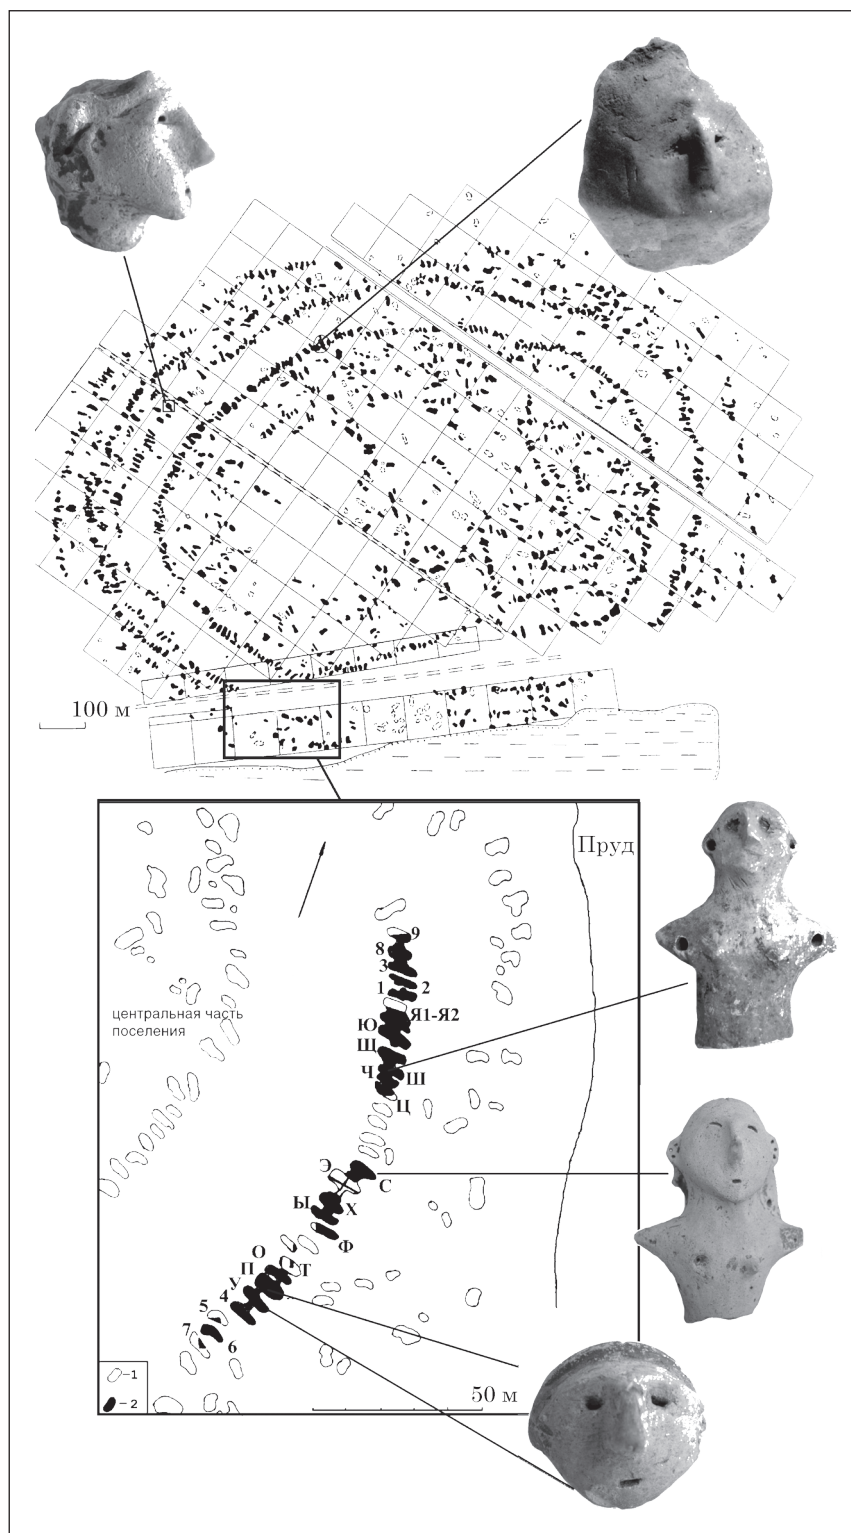 100 м
Пруд
9
8
3
1 2
Я1-Я2
Ю
центральная часть
поселения
Щ
Ч Ш
Ц
Э
С
Ы Х
Ф
О
П Т
У
4
5
7
6
–1
–2
50 м